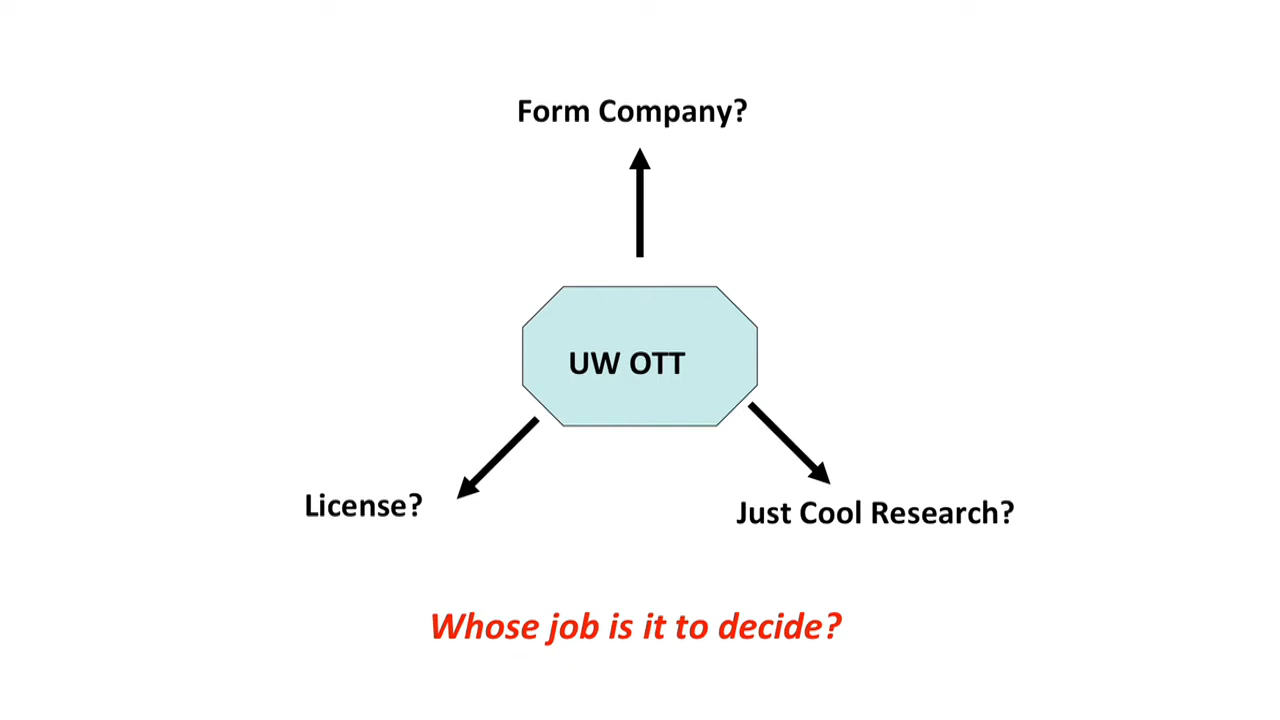 Form Company?
UW OTT
License?
Just Cool Research?
Whose job is it to decide?